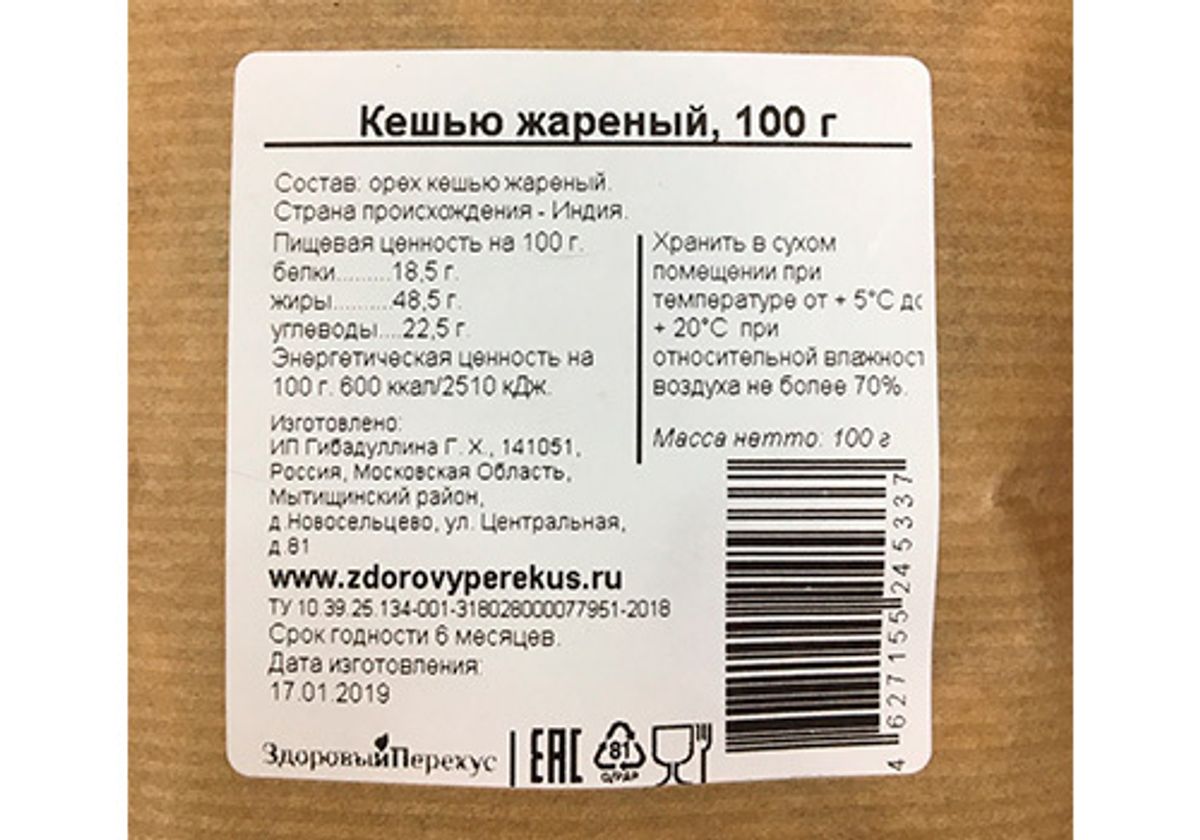 Кешью жареный, 100 г
Состав: орех кешью жареный.
Страна происхождения - Индия.
Пищевая ценность на 100 г.
белки..........18,5 г.
жиры..........48,5 г.
углеводы....22,5 г.
Энергетическая ценность на
100 г. 600 ккал/2510 кДж.
Изготовлено:
ИП Гибадуллина Г. Х., 141051,
Россия, Московская Область,
Мытищинский район,
д.Новосельцево, ул. Центральная,
д.81
www.zdorovyperekus.ru
ТУ 10.39.25.134-001-318028000077951-2018
Срок годности 6 месяцев.
Дата изготовления:
17.01.2019
Хранить в сухом
помещении при
температуре от + 5°С до
+ 20°С при
относительной влажност
воздуха не более 70%.
Масса нетто: 100 г
4 627155 245337
ЗдоровыйПерекус
EAC
81